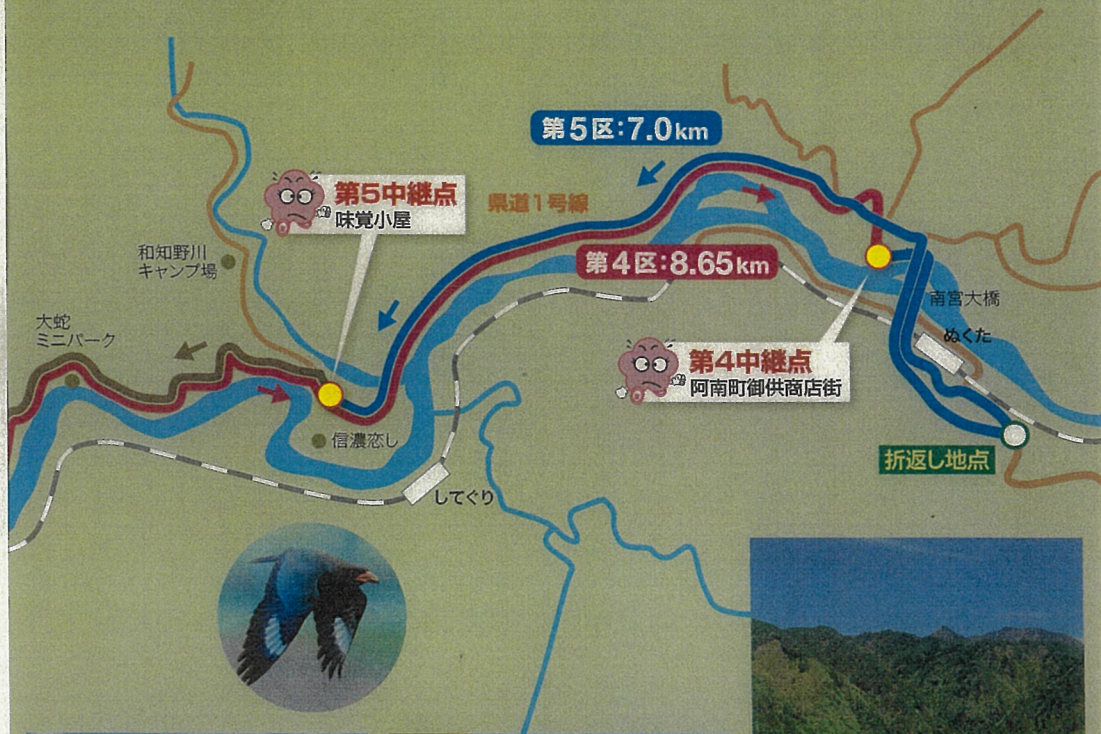 第5区:7.0km
第5中継点
味覚小屋
県道1号線
和知野川
キャンプ場
第4区:8.65km
大蛇
ミニパーク
南宮大橋
ぬくた
第4中継点
阿南町御供商店街
信濃恋し
折返し地点
してぐり